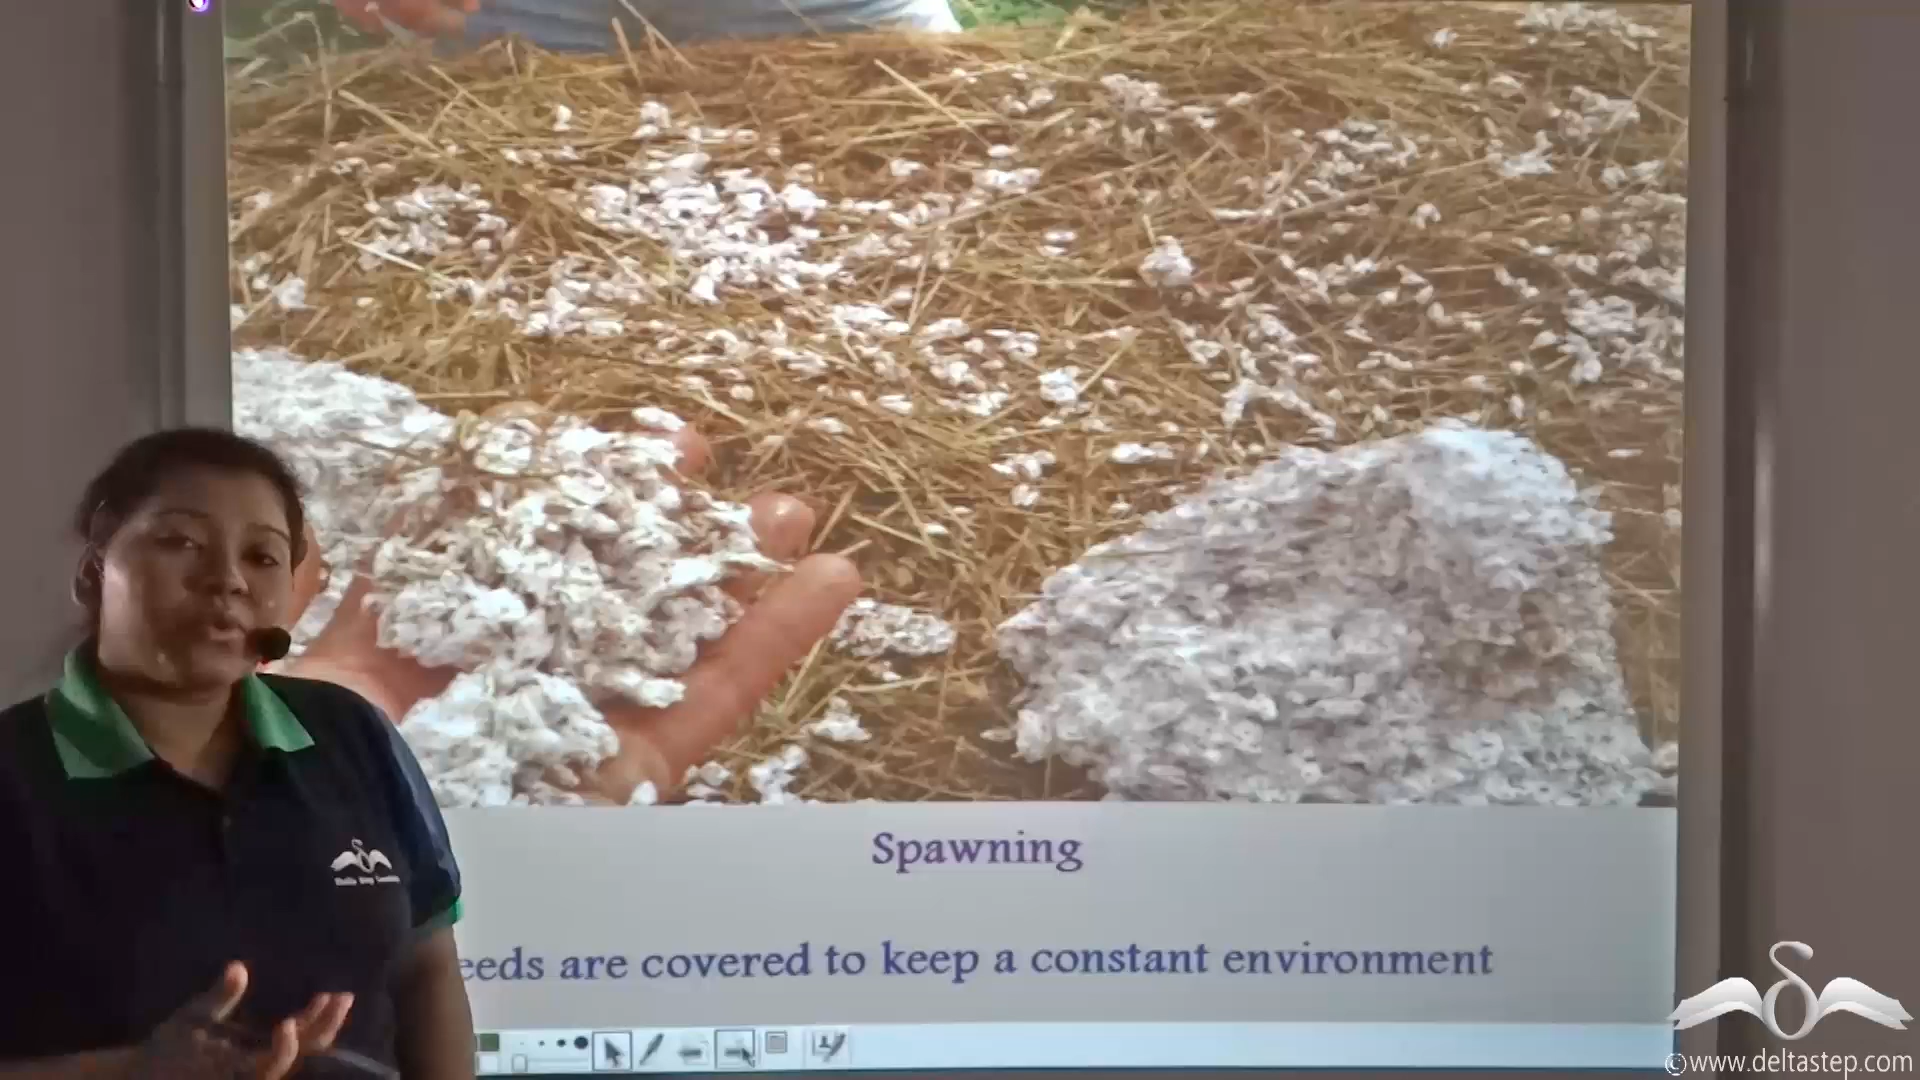 Spawning
eeds are covered to keep a constant environment
©www.deltastep.com